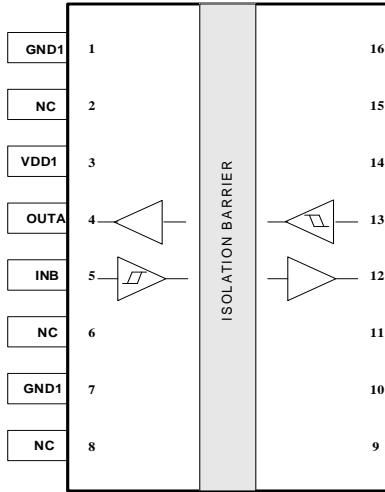 GND1 1 16
NC 2 15
VDD1 3 14
OUTA 4 13
INB 5 12
NC 6 11
GND1 7 10
NC 8 9
ISOLATION BARRIER